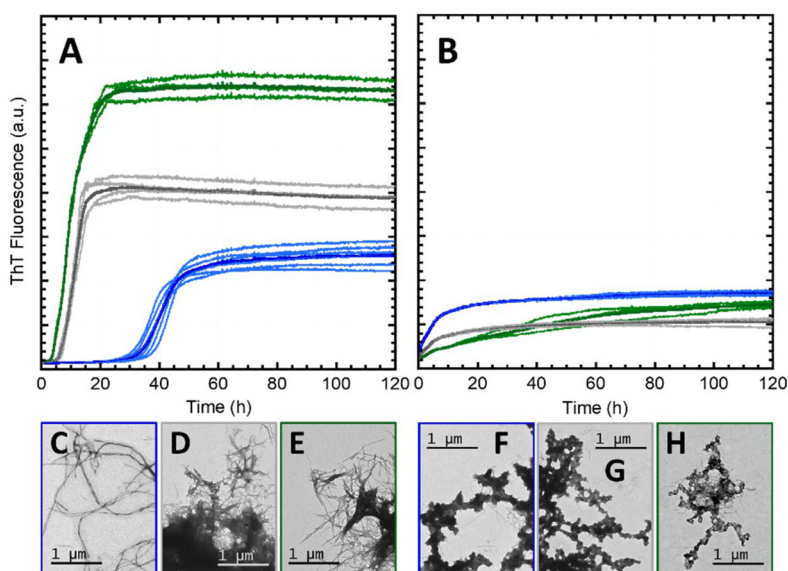 A
B
ThT Fluorescence (a.u.)
0 20 40 60 80 100 120
0 20 40 60 80 100 120
Time (h)
Time (h)
C
D
E
F
G
H
1 μm
1 μm
1 μm
1 μm
1 μm
1 μm